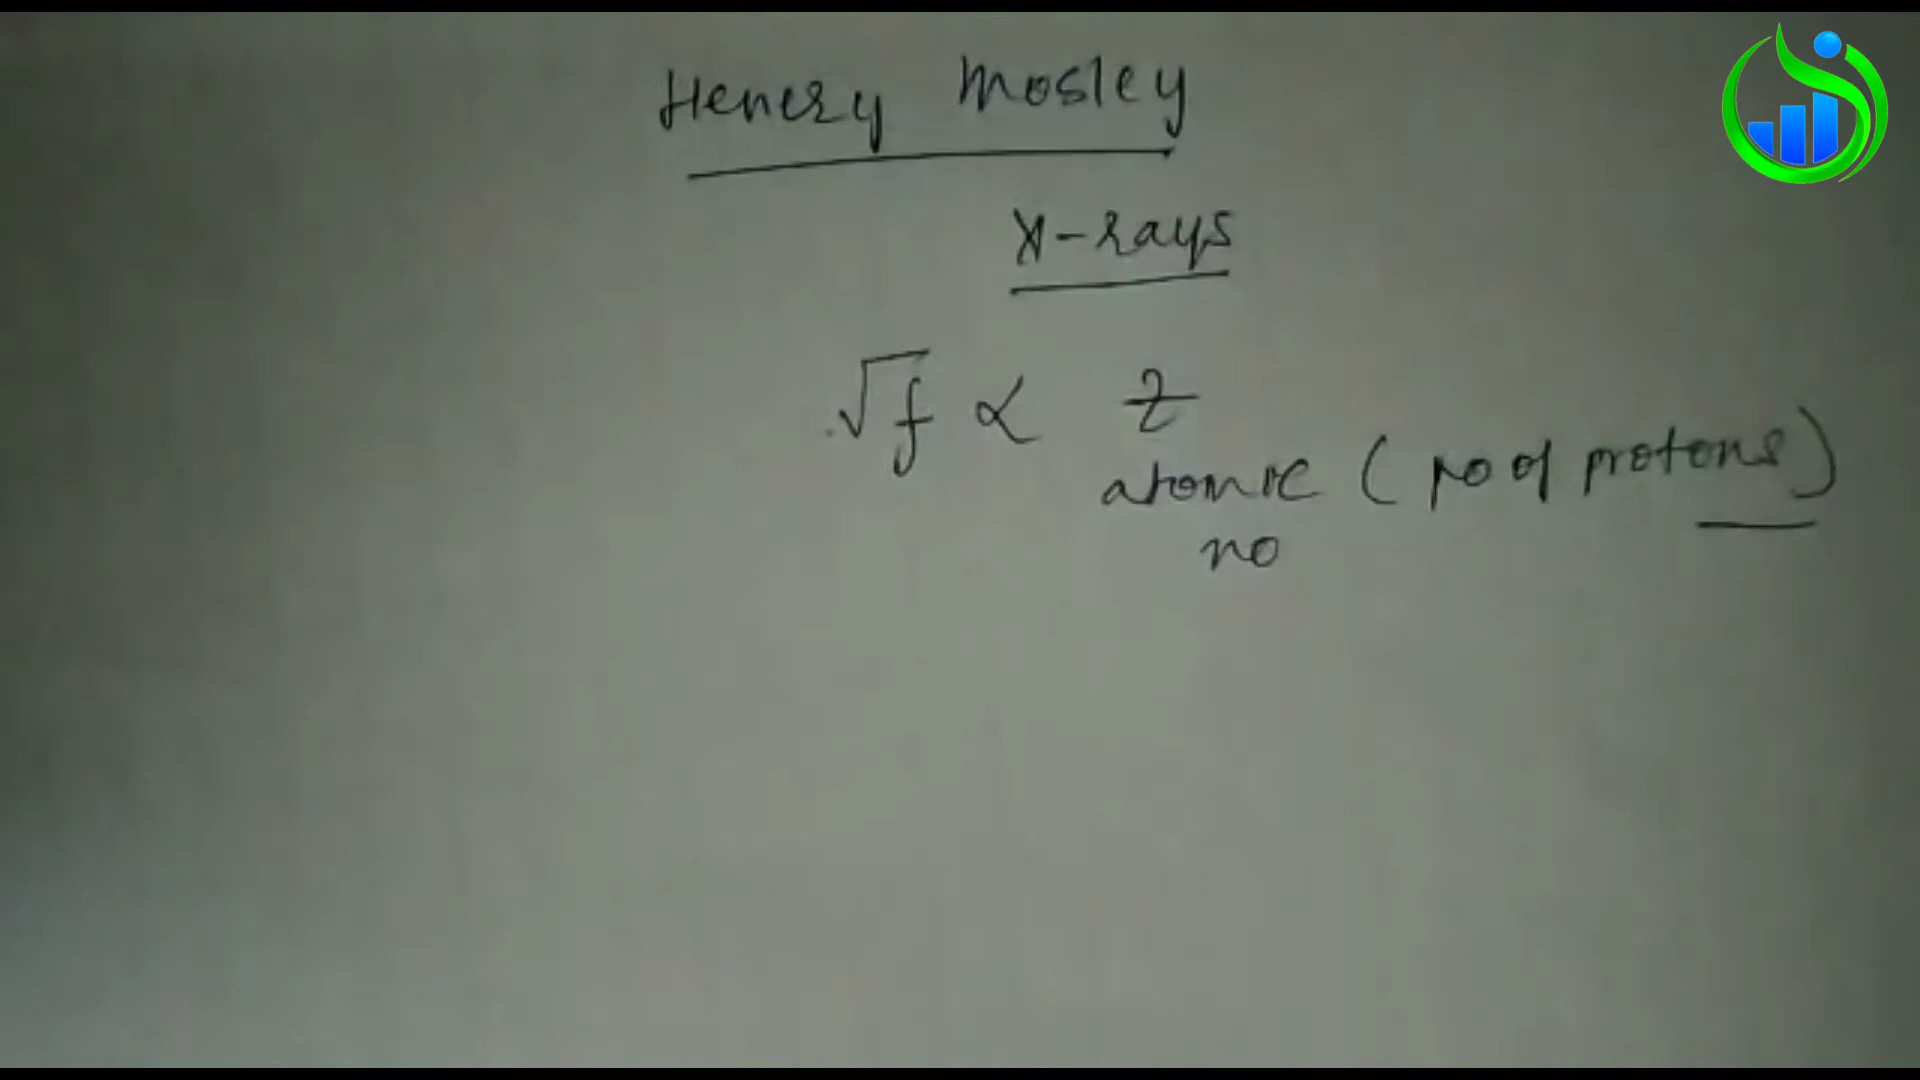 Henery Mosley
X-rays
√f ∝ Z
atomic (no of protons)
no